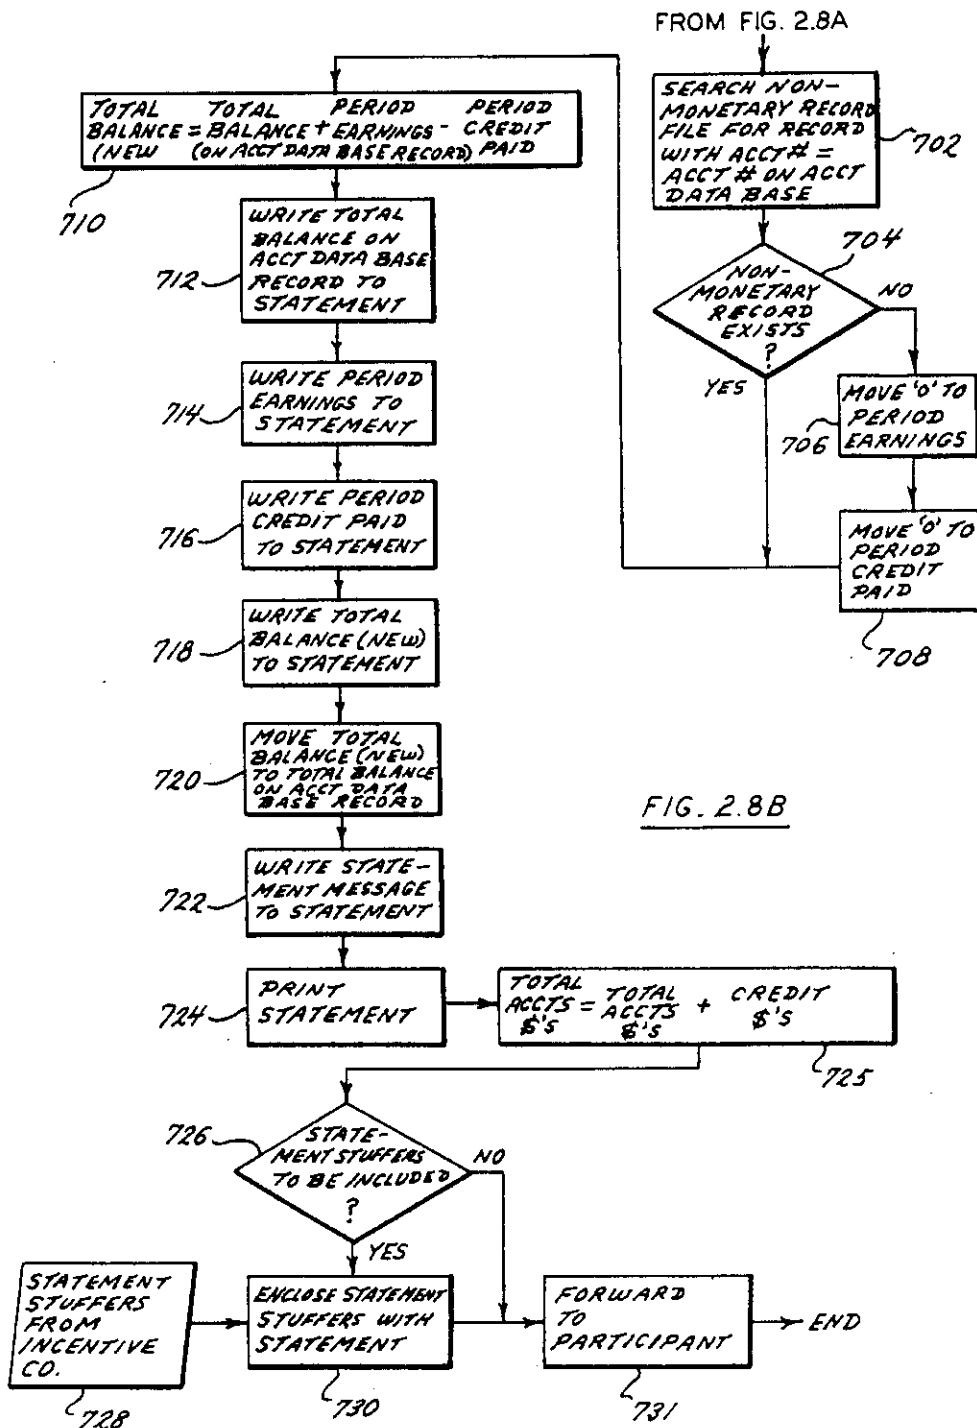 FROM FIG. 2.8A
SEARCH NON-
MONETARY RECORD
FILE FOR RECORD
WITH ACCT # =
ACCT # ON ACCT
DATA BASE
702
704
NON-
MONETARY
RECORD
EXISTS
?
NO
YES
MOVE '0' TO
PERIOD
EARNINGS
706
MOVE '0' TO
PERIOD
CREDIT
PAID
708
TOTAL TOTAL PERIOD PERIOD
BALANCE = BALANCE + EARNINGS - CREDIT
(NEW (ON ACCT DATA BASE RECORD) PAID
710
WRITE TOTAL
BALANCE ON
ACCT DATA BASE
RECORD TO
STATEMENT
712
WRITE PERIOD
EARNINGS TO
STATEMENT
714
WRITE PERIOD
CREDIT PAID
TO STATEMENT
716
WRITE TOTAL
BALANCE (NEW)
TO STATEMENT
718
MOVE TOTAL
BALANCE (NEW)
TO TOTAL BALANCE
ON ACCT DATA
BASE RECORD
720
FIG. 2.8B
WRITE STATE-
MENT MESSAGE
TO STATEMENT
722
PRINT
STATEMENT
724
TOTAL
ACCTS = TOTAL + CREDIT
$'S ACCTS $'S
$'S
725
726
STATE-
MENT STUFFERS
TO BE INCLUDED
?
NO
YES
STATEMENT
STUFFERS
FROM
INCENTIVE
CO.
728
ENCLOSE STATEMENT
STUFFERS WITH
STATEMENT
730
FORWARD
TO
PARTICIPANT
731
END